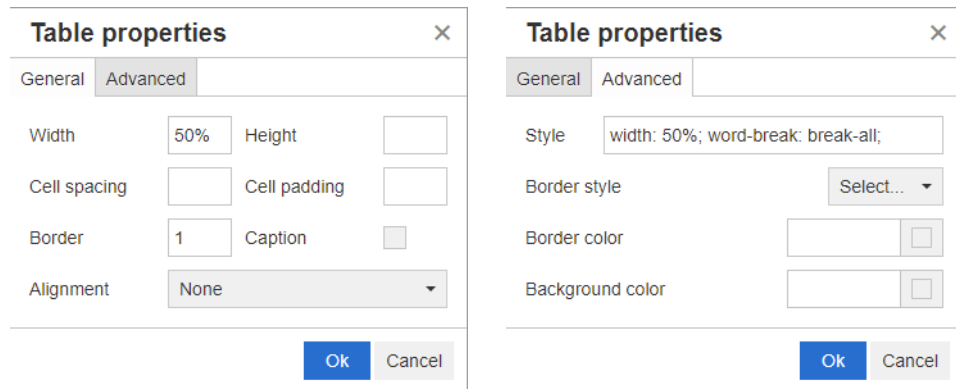 Table properties ×
General Advanced
Width 50% Height
Cell spacing Cell padding
Border 1 Caption
Alignment None
Ok Cancel
Table properties ×
General Advanced
Style width: 50%; word-break: break-all;
Border style Select...
Border color
Background color
Ok Cancel